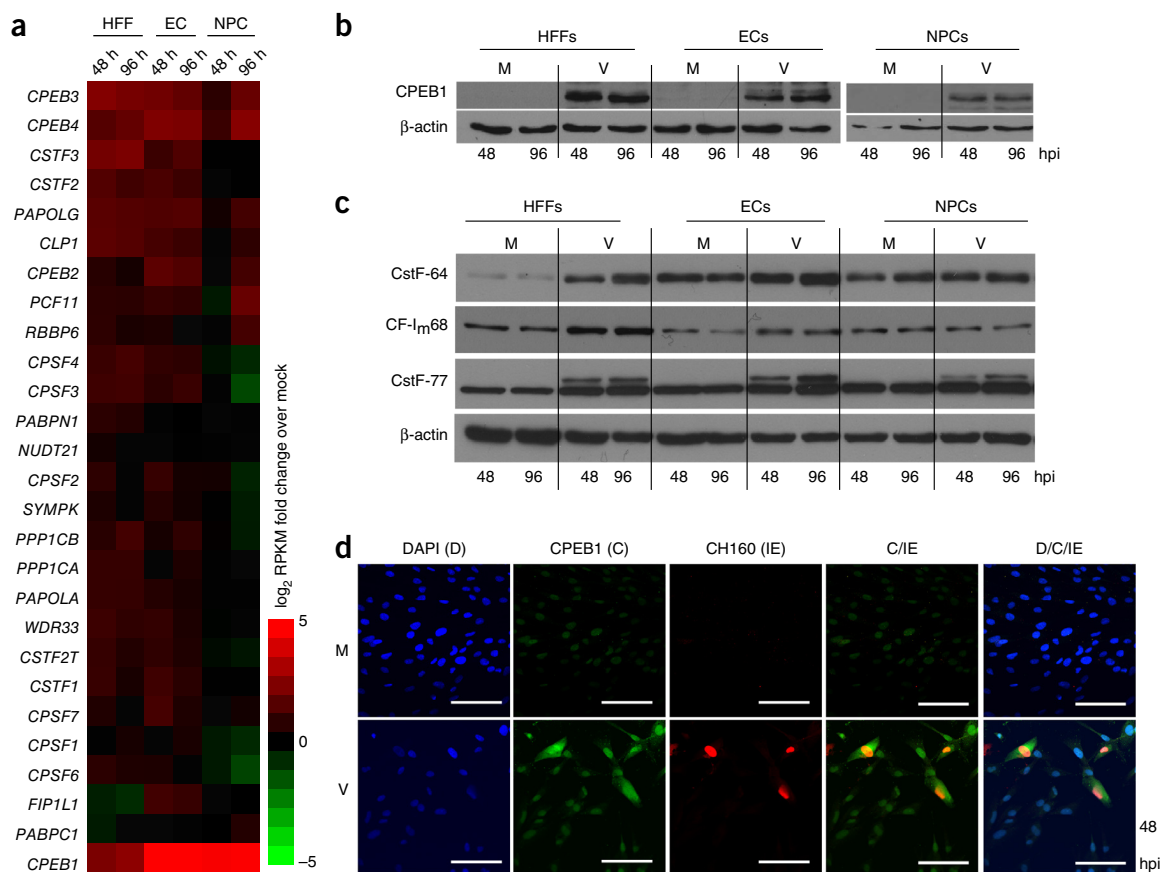 a
HFF EC NPC
48 h 96 h 48 h 96 h 48 h 96 h
CPEB3
CPEB4
CSTF3
CSTF2
PAPOLG
CLP1
CPEB2
PCF11
RBBP6
CPSF4
CPSF3
PABPN1
NUDT21
CPSF2
SYMPK
PPP1CB
PPP1CA
PAPOLA
WDR33
CSTF2T
CSTF1
CPSF7
CPSF1
CPSF6
FIP1L1
PABPC1
CPEB1
log2 RPKM fold change over mock
5
0
–5
b
HFFs ECs NPCs
M V M V M V
CPEB1
β-actin
48 96 48 96 48 96 48 96 48 96 48 96 hpi
c
HFFs ECs NPCs
M V M V M V
CstF-64
CF-Im68
CstF-77
β-actin
48 96 48 96 48 96 48 96 48 96 48 96 hpi
d
DAPI (D) CPEB1 (C) CH160 (IE) C/IE D/C/IE
M
V
48
hpi